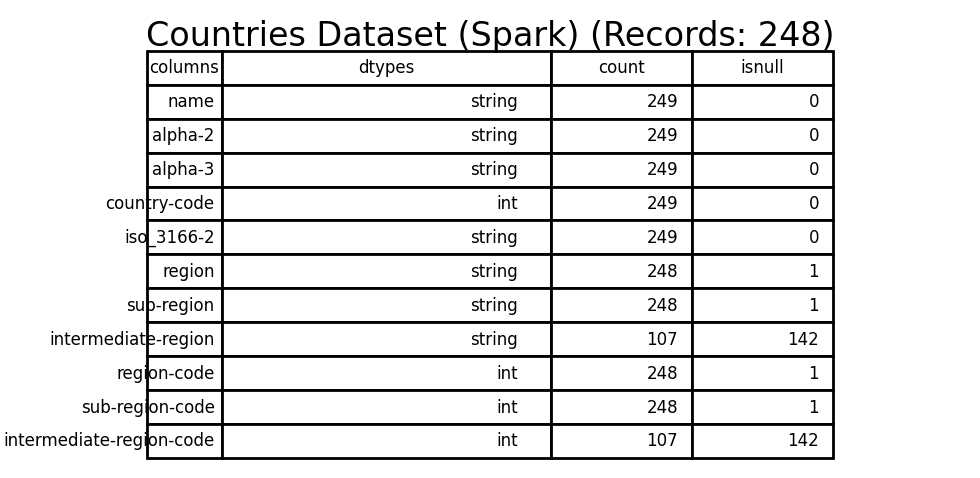 Countries Dataset (Spark) (Records: 248)
columns dtypes count isnull
name string 249 0
alpha-2 string 249 0
alpha-3 string 249 0
country-code int 249 0
iso_3166-2 string 249 0
region string 248 1
sub-region string 248 1
intermediate-region string 107 142
region-code int 248 1
sub-region-code int 248 1
intermediate-region-code int 107 142